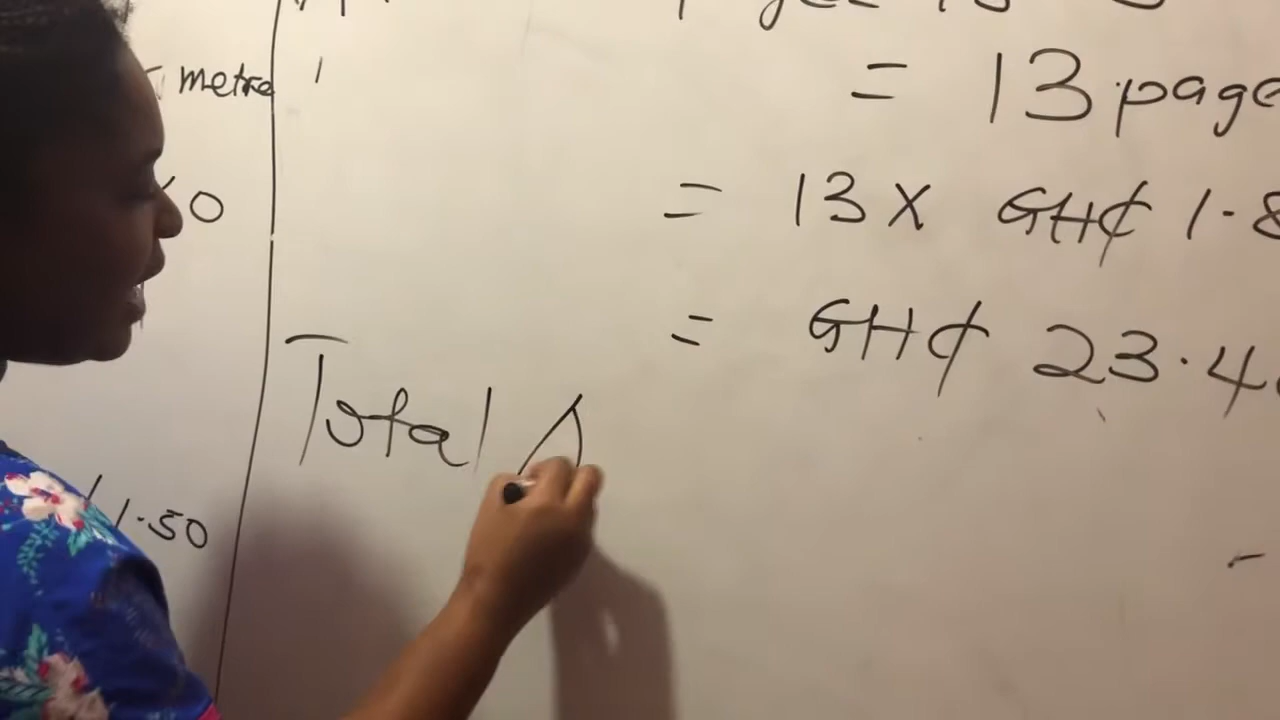 metre
0
1.50
= 13 page
= 13 X GH₵ 1.8
= GH₵ 23.4
Total A